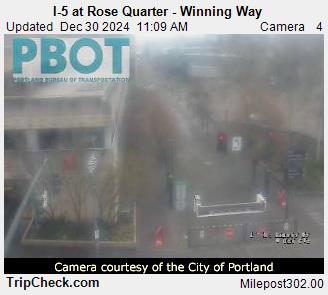 I-5 at Rose Quarter - Winning Way
Updated Dec 30 2024 11:09 AM Camera 4
PBOT
PORTLAND BUREAU OF TRANSPORTATION
Camera courtesy of the City of Portland
TripCheck.com Milepost302.00